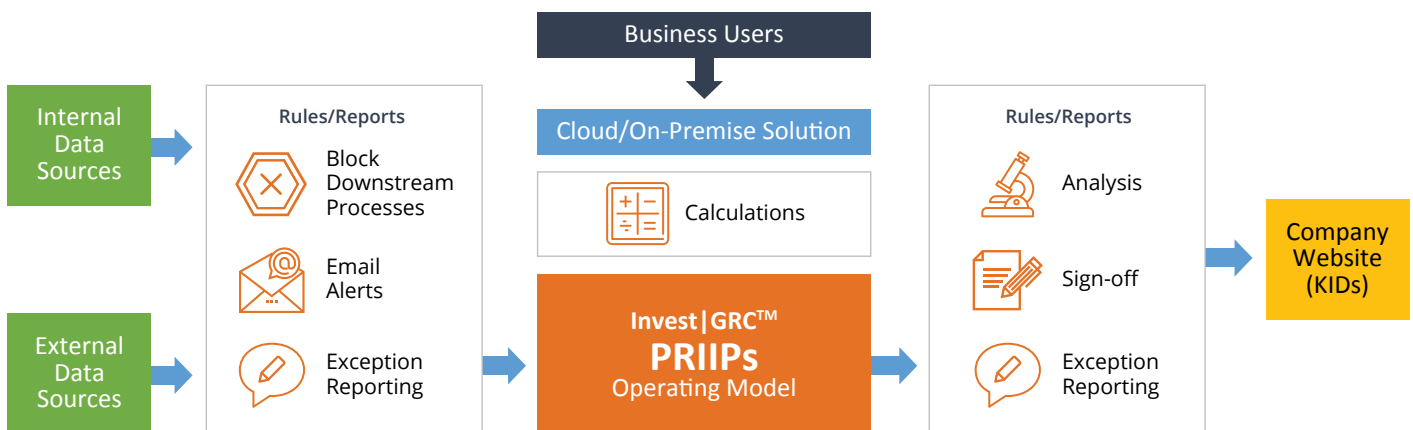 Business Users
Internal
Data
Sources
External
Data
Sources
Rules/Reports
Block
Downstream
Processes
Email
Alerts
@
Exception
Reporting
Cloud/On-Premise Solution
Calculations
Invest|GRC™
PRIIPs
Operating Model
Rules/Reports
Analysis
Sign-off
Exception
Reporting
Company
Website
(KIDs)